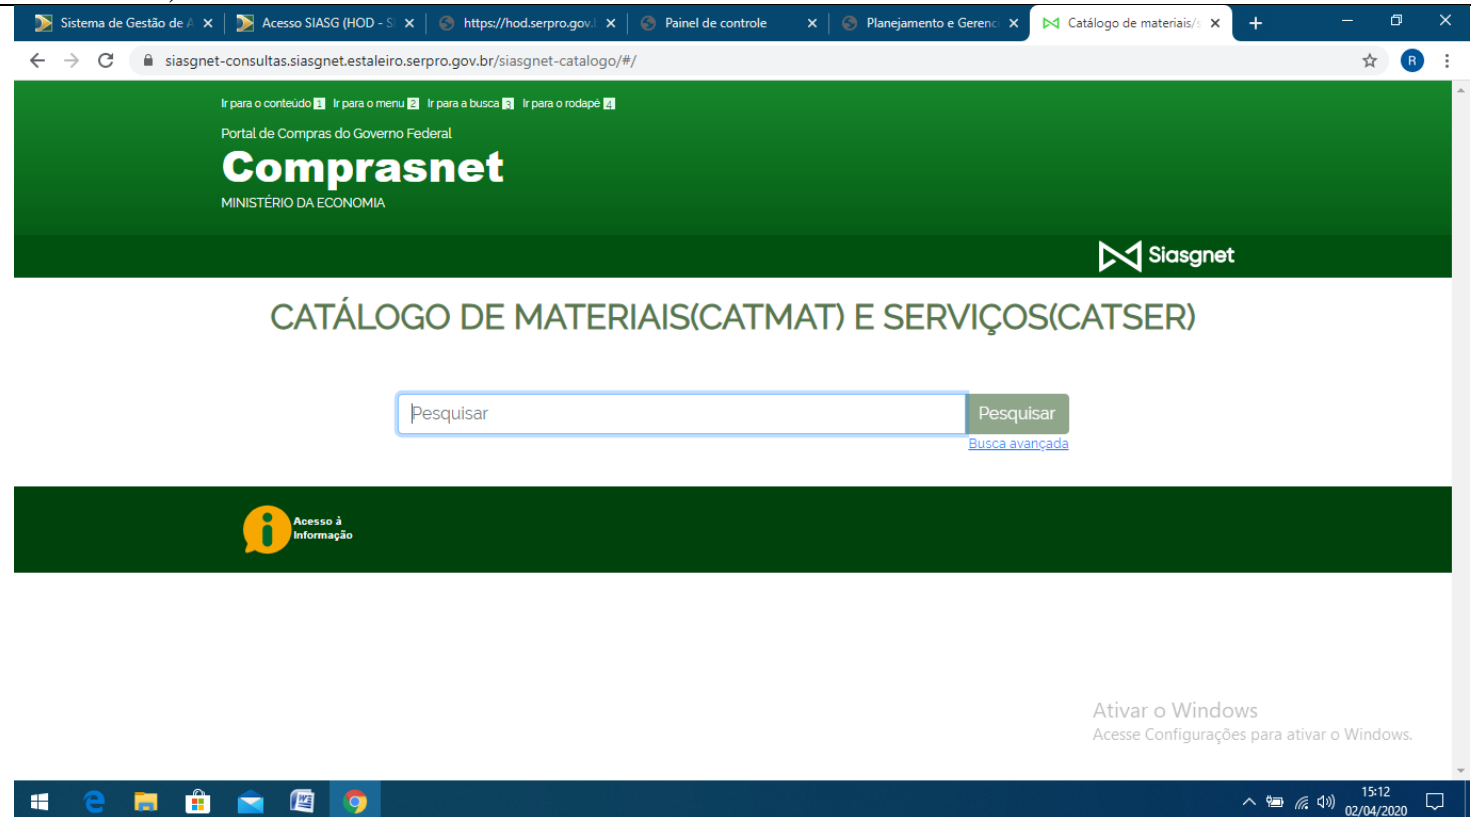 Sistema de Gestão de A
Acesso SIASG (HOD - S
https://hod.serpro.gov.
Painel de controle
Planejamento e Gerenc
Catálogo de materiais/s
siasgnet-consultas.siasgnet.estaleiro.serpro.gov.br/siasgnet-catalogo/#/
R
Ir para o conteúdo 1 Ir para o menu 2 Ir para a busca 3 Ir para o rodapé 4
Portal de Compras do Governo Federal
Comprasnet
MINISTÉRIO DA ECONOMIA
Siasgnet
CATÁLOGO DE MATERIAIS(CATMAT) E SERVIÇOS(CATSER)
Pesquisar
Pesquisar
Busca avançada
Acesso à
Informação
Ativar o Windows
Acesse Configurações para ativar o Windows.
15:12
02/04/2020